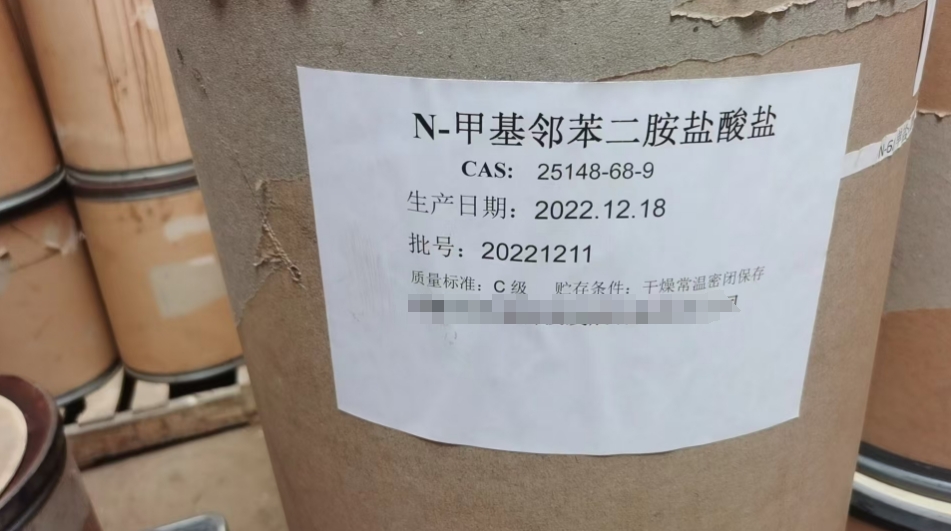 N-甲基邻苯二胺盐酸盐
CAS: 25148-68-9
生产日期：2022.12.18
批号：20221211
质量标准：C 级 贮存条件：干燥常温密闭保存